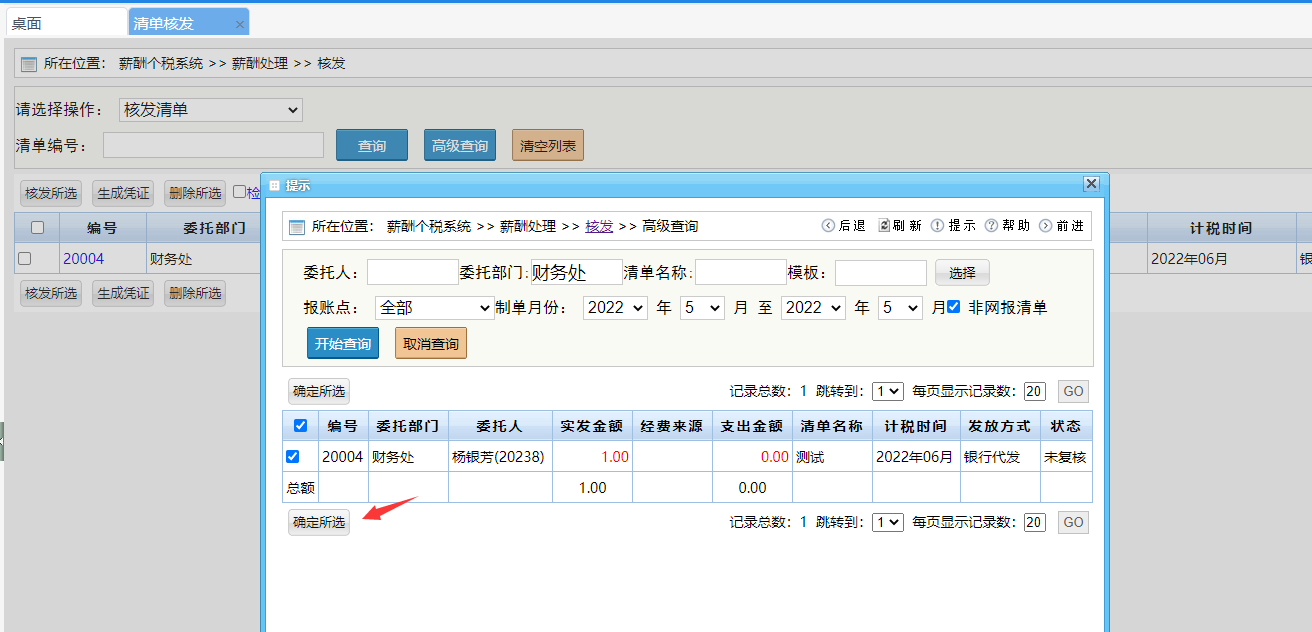 桌面 清单核发 ×
所在位置： 薪酬个税系统 >> 薪酬处理 >> 核发
请选择操作： 核发清单
清单编号： 查询 高级查询 清空列表
核发所选 生成凭证 删除所选 检
编号 委托部门 计税时间
20004 财务处 2022年06月 银
核发所选 生成凭证 删除所选
提示
所在位置： 薪酬个税系统 >> 薪酬处理 >> 核发 >> 高级查询 后退 刷新 提示 帮助 前进
委托人： 委托部门: 财务处 清单名称: 模板： 选择
报账点： 全部 制单月份： 2022 年 5 月 至 2022 年 5 月 非网报清单
开始查询 取消查询
确定所选 记录总数： 1 跳转到： 1 每页显示记录数： 20 GO
编号 委托部门 委托人 实发金额 经费来源 支出金额 清单名称 计税时间 发放方式 状态
20004 财务处 杨银芳(20238) 1.00 0.00 测试 2022年06月 银行代发 未复核
总额 1.00 0.00
确定所选 记录总数： 1 跳转到： 1 每页显示记录数： 20 GO